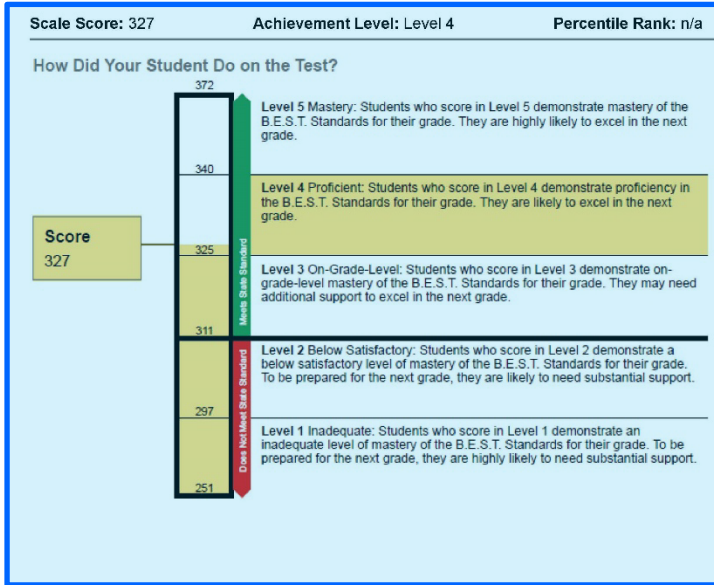 Scale Score: 327 Achievement Level: Level 4 Percentile Rank: n/a
How Did Your Student Do on the Test?
372
Level 5 Mastery: Students who score in Level 5 demonstrate mastery of the
B.E.S.T. Standards for their grade. They are highly likely to excel in the next
grade.
340
Level 4 Proficient: Students who score in Level 4 demonstrate proficiency in
the B.E.S.T. Standards for their grade. They are likely to excel in the next
grade.
Score
327
325
Level 3 On-Grade-Level: Students who score in Level 3 demonstrate on-
grade-level mastery of the B.E.S.T. Standards for their grade. They may need
additional support to excel in the next grade.
Meets State Standard
311
Level 2 Below Satisfactory: Students who score in Level 2 demonstrate a
below satisfactory level of mastery of the B.E.S.T. Standards for their grade.
To be prepared for the next grade, they are likely to need substantial support.
297
Level 1 Inadequate: Students who score in Level 1 demonstrate an
inadequate level of mastery of the B.E.S.T. Standards for their grade. To be
prepared for the next grade, they are highly likely to need substantial support.
Does Not Meet State Standard
251